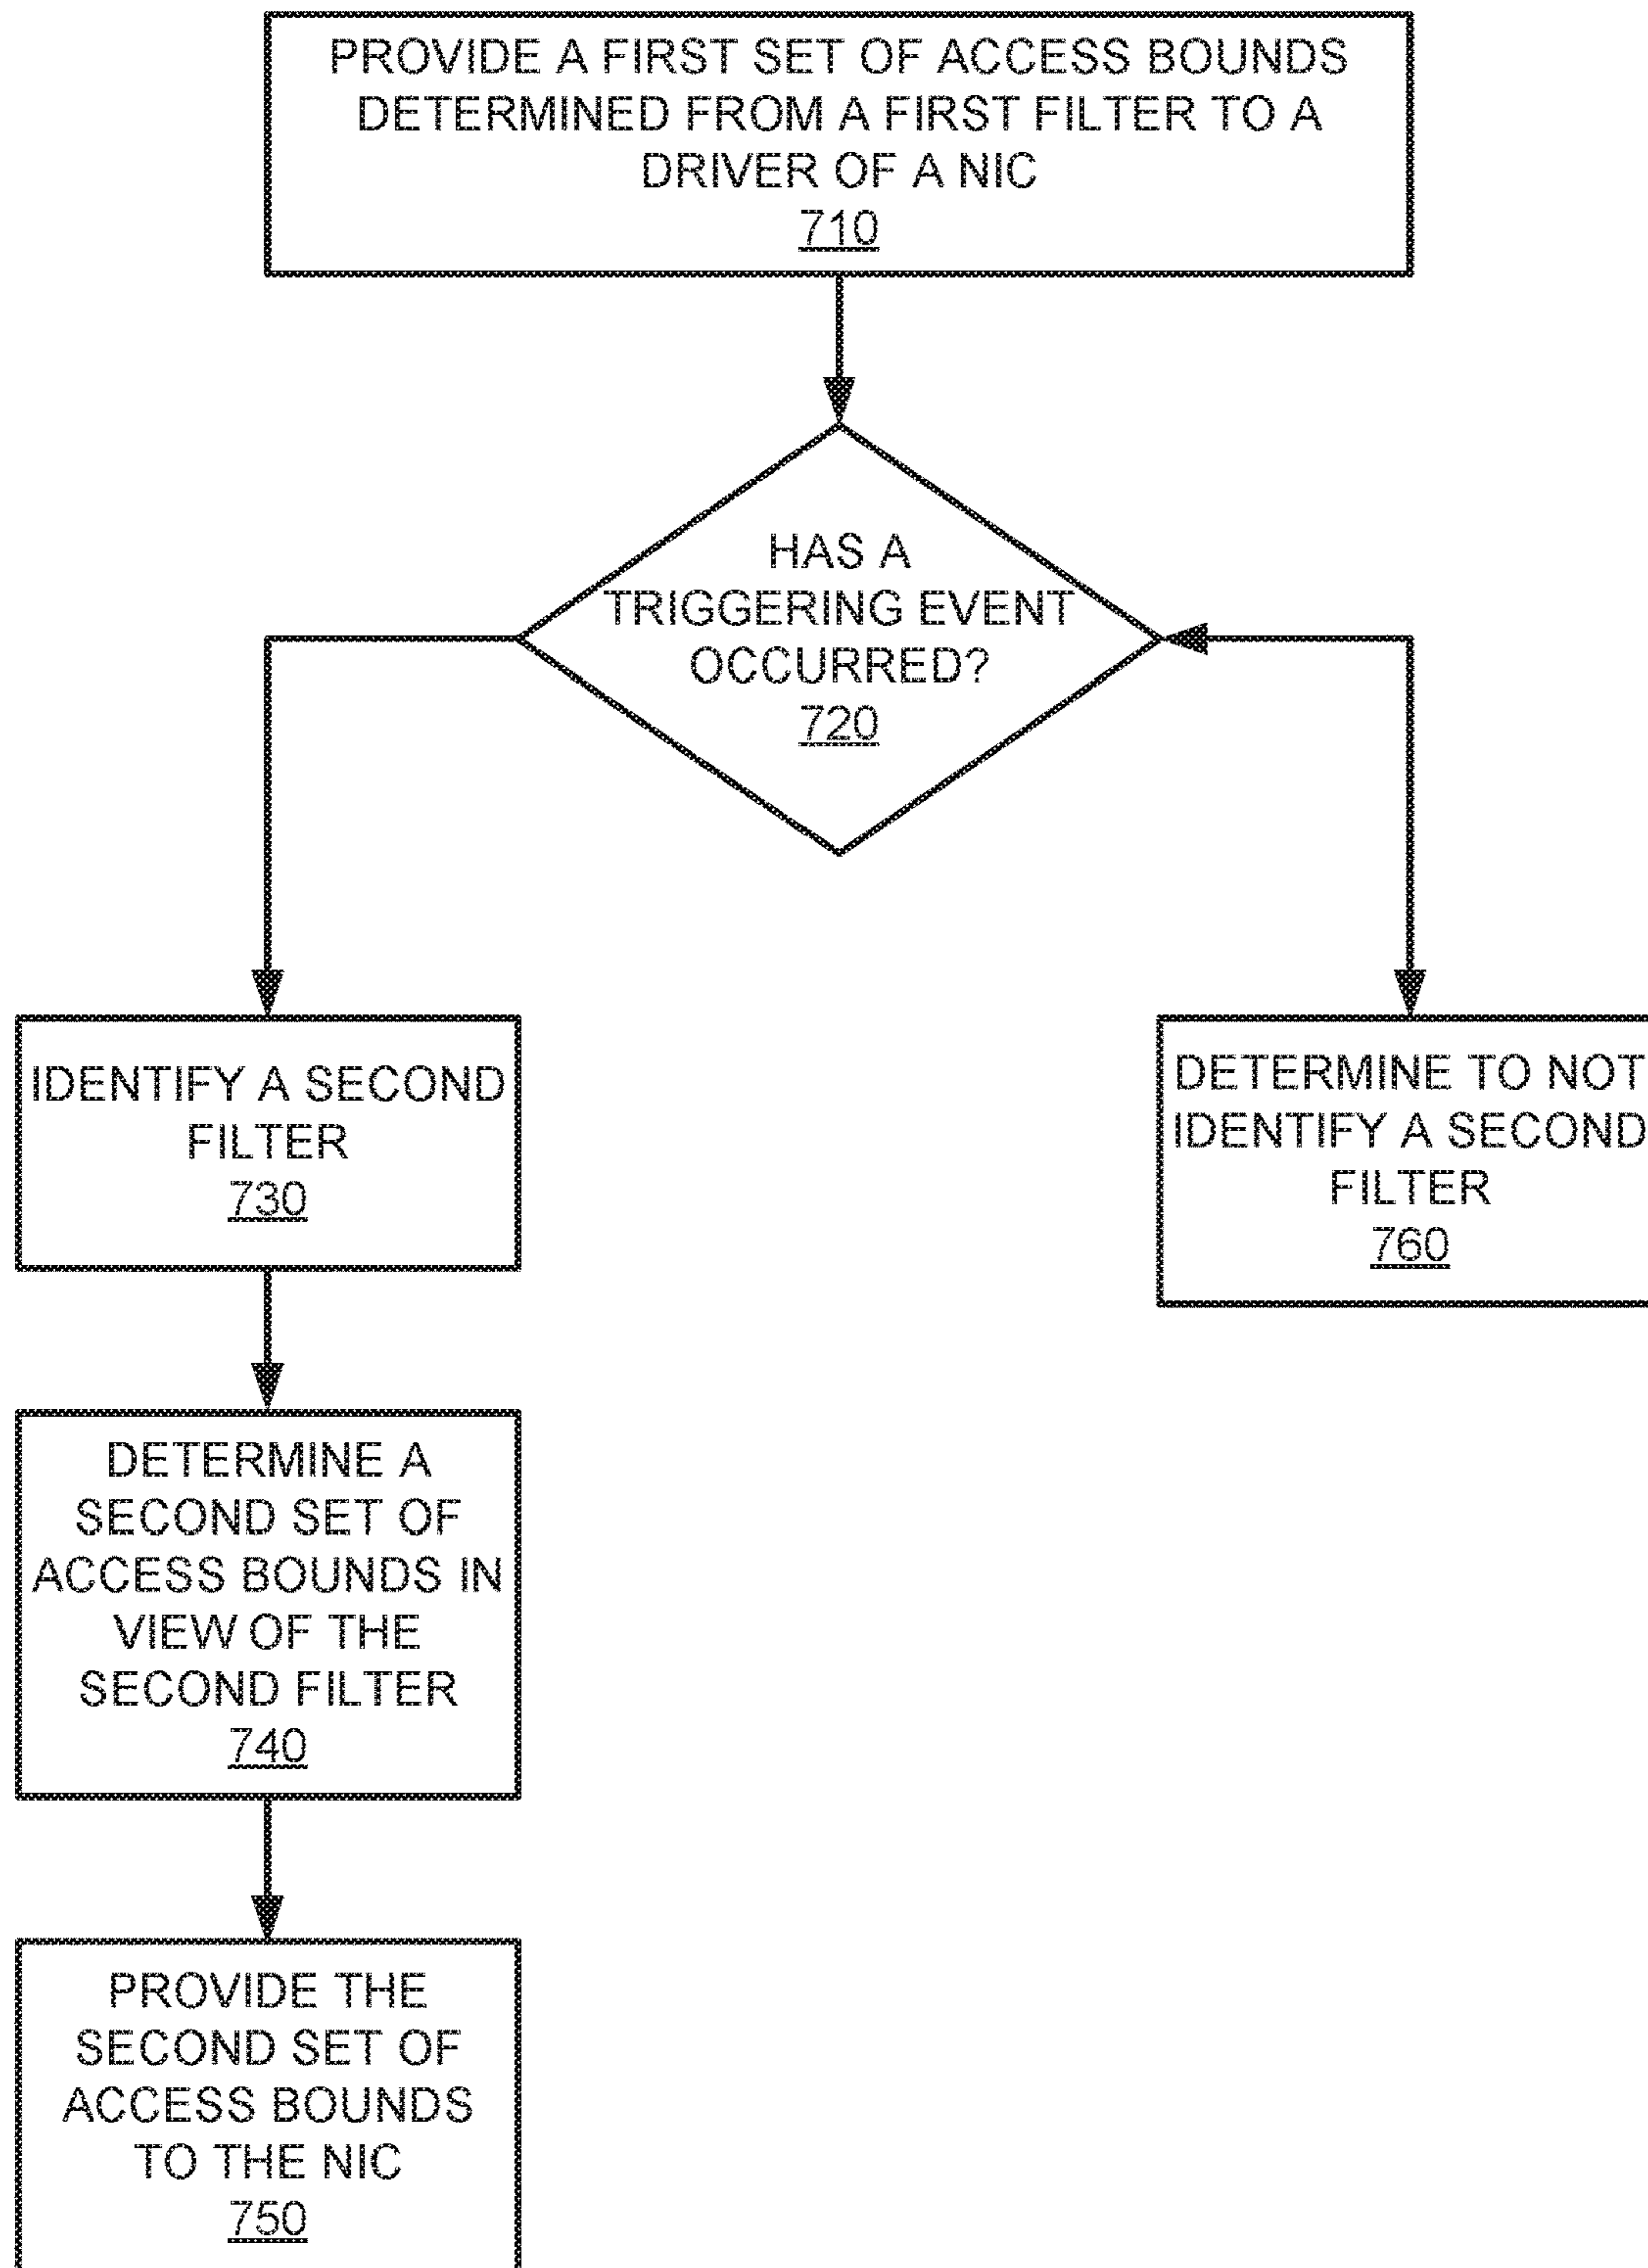 PROVIDE A FIRST SET OF ACCESS BOUNDS
DETERMINED FROM A FIRST FILTER TO A
DRIVER OF A NIC
710
HAS A
TRIGGERING EVENT
OCCURRED?
720
IDENTIFY A SECOND
FILTER
730
DETERMINE TO NOT
IDENTIFY A SECOND
FILTER
760
DETERMINE A
SECOND SET OF
ACCESS BOUNDS IN
VIEW OF THE
SECOND FILTER
740
PROVIDE THE
SECOND SET OF
ACCESS BOUNDS
TO THE NIC
750